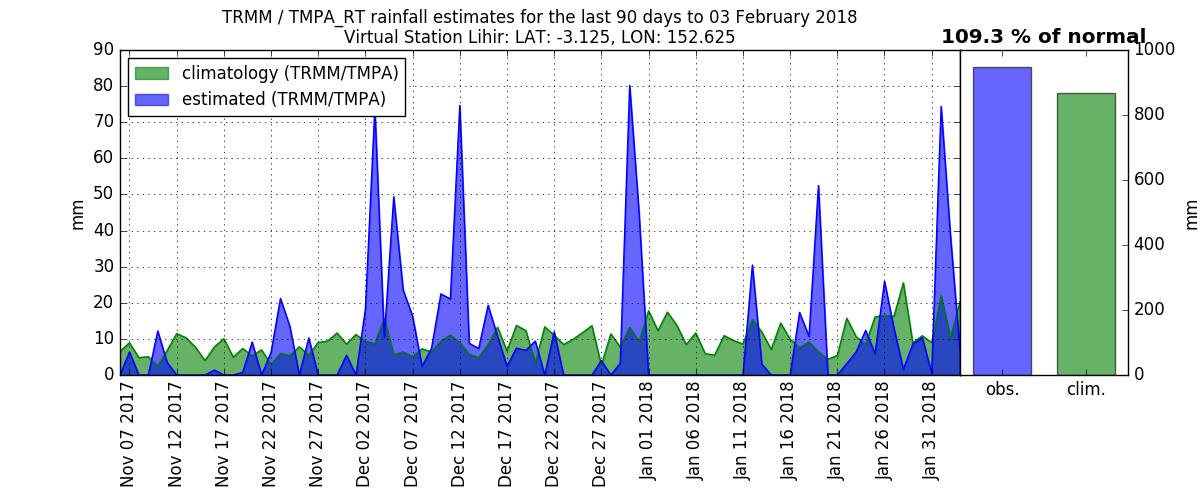 TRMM / TMPA_RT rainfall estimates for the last 90 days to 03 February 2018
Virtual Station Lihir: LAT: -3.125, LON: 152.625
109.3 % of normal
climatology (TRMM/TMPA)
estimated (TRMM/TMPA)
mm
90
80
70
60
50
40
30
20
10
0
Nov 07 2017
Nov 12 2017
Nov 17 2017
Nov 22 2017
Nov 27 2017
Dec 02 2017
Dec 07 2017
Dec 12 2017
Dec 17 2017
Dec 22 2017
Dec 27 2017
Jan 01 2018
Jan 06 2018
Jan 11 2018
Jan 16 2018
Jan 21 2018
Jan 26 2018
Jan 31 2018
obs.
clim.
1000
800
600
400
200
0
mm